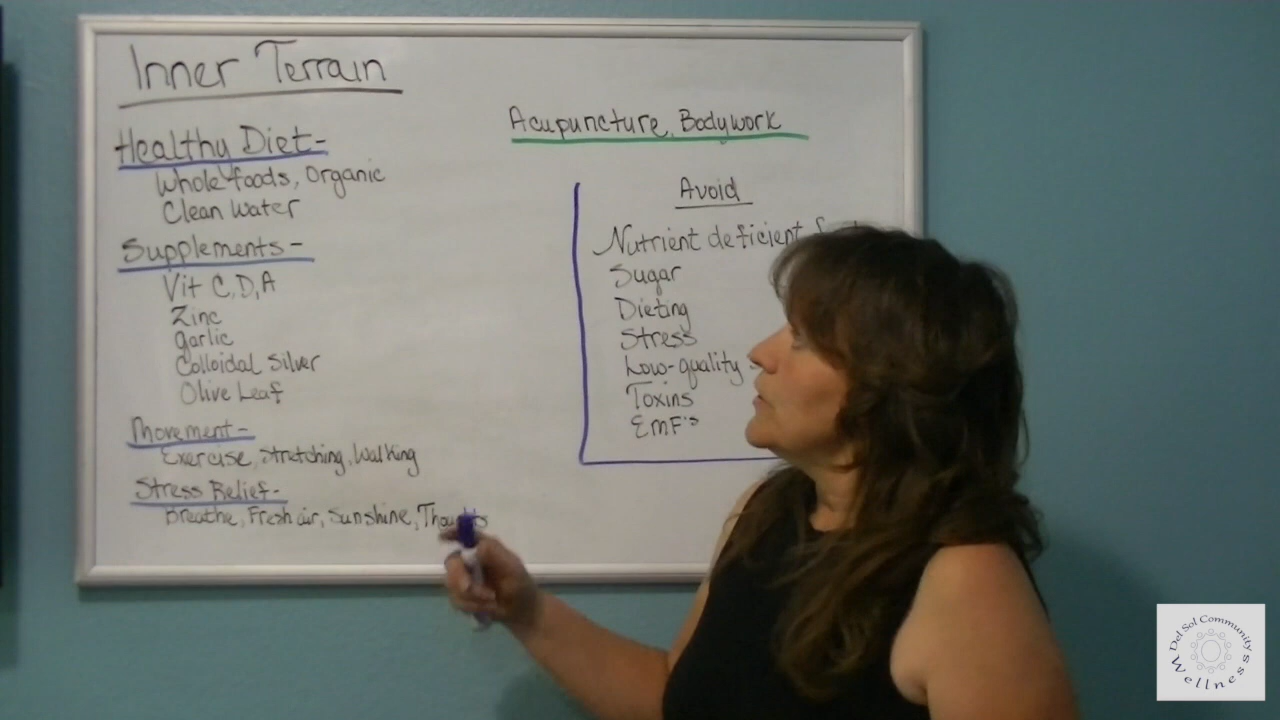 Inner Terrain
Healthy Diet-
Whole foods, Organic
Clean Water
Supplements-
Vit C, D, A
Zinc
garlic
Colloidal Silver
Olive Leaf
Movement-
Exercise, Stretching, Walking
Stress Relief-
Breathe, Fresh air, Sunshine,
Acupuncture, Bodywork
Avoid
Nutrient deficient
Sugar
Dieting
Stress
Low-quality
Toxins
EMF's
Del Sol Community
Wellness